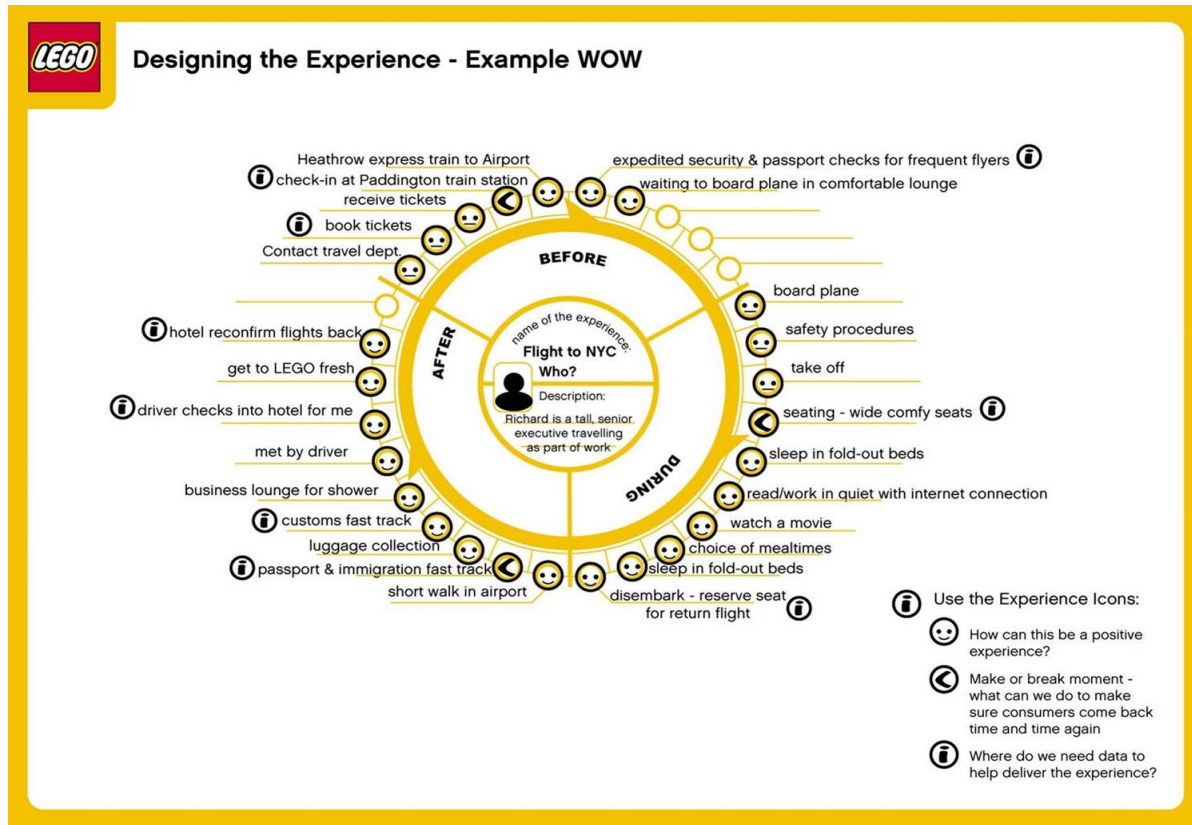 LEGO
Designing the Experience - Example WOW
Heathrow express train to Airport
check-in at Paddington train station
receive tickets
book tickets
Contact travel dept.
expedited security & passport checks for frequent flyers
waiting to board plane in comfortable lounge
board plane
safety procedures
take off
seating - wide comfy seats
sleep in fold-out beds
read/work in quiet with internet connection
watch a movie
choice of mealtimes
sleep in fold-out beds
disembark - reserve seat
for return flight
hotel reconfirm flights back
get to LEGO fresh
driver checks into hotel for me
met by driver
business lounge for shower
customs fast track
luggage collection
passport & immigration fast track
short walk in airport
BEFORE
AFTER
DURING
name of the experience:
Flight to NYC
Who?
Description:
Richard is a tall, senior
executive travelling
as part of work
Use the Experience Icons:
How can this be a positive
experience?
Make or break moment -
what can we do to make
sure consumers come back
time and time again
Where do we need data to
help deliver the experience?